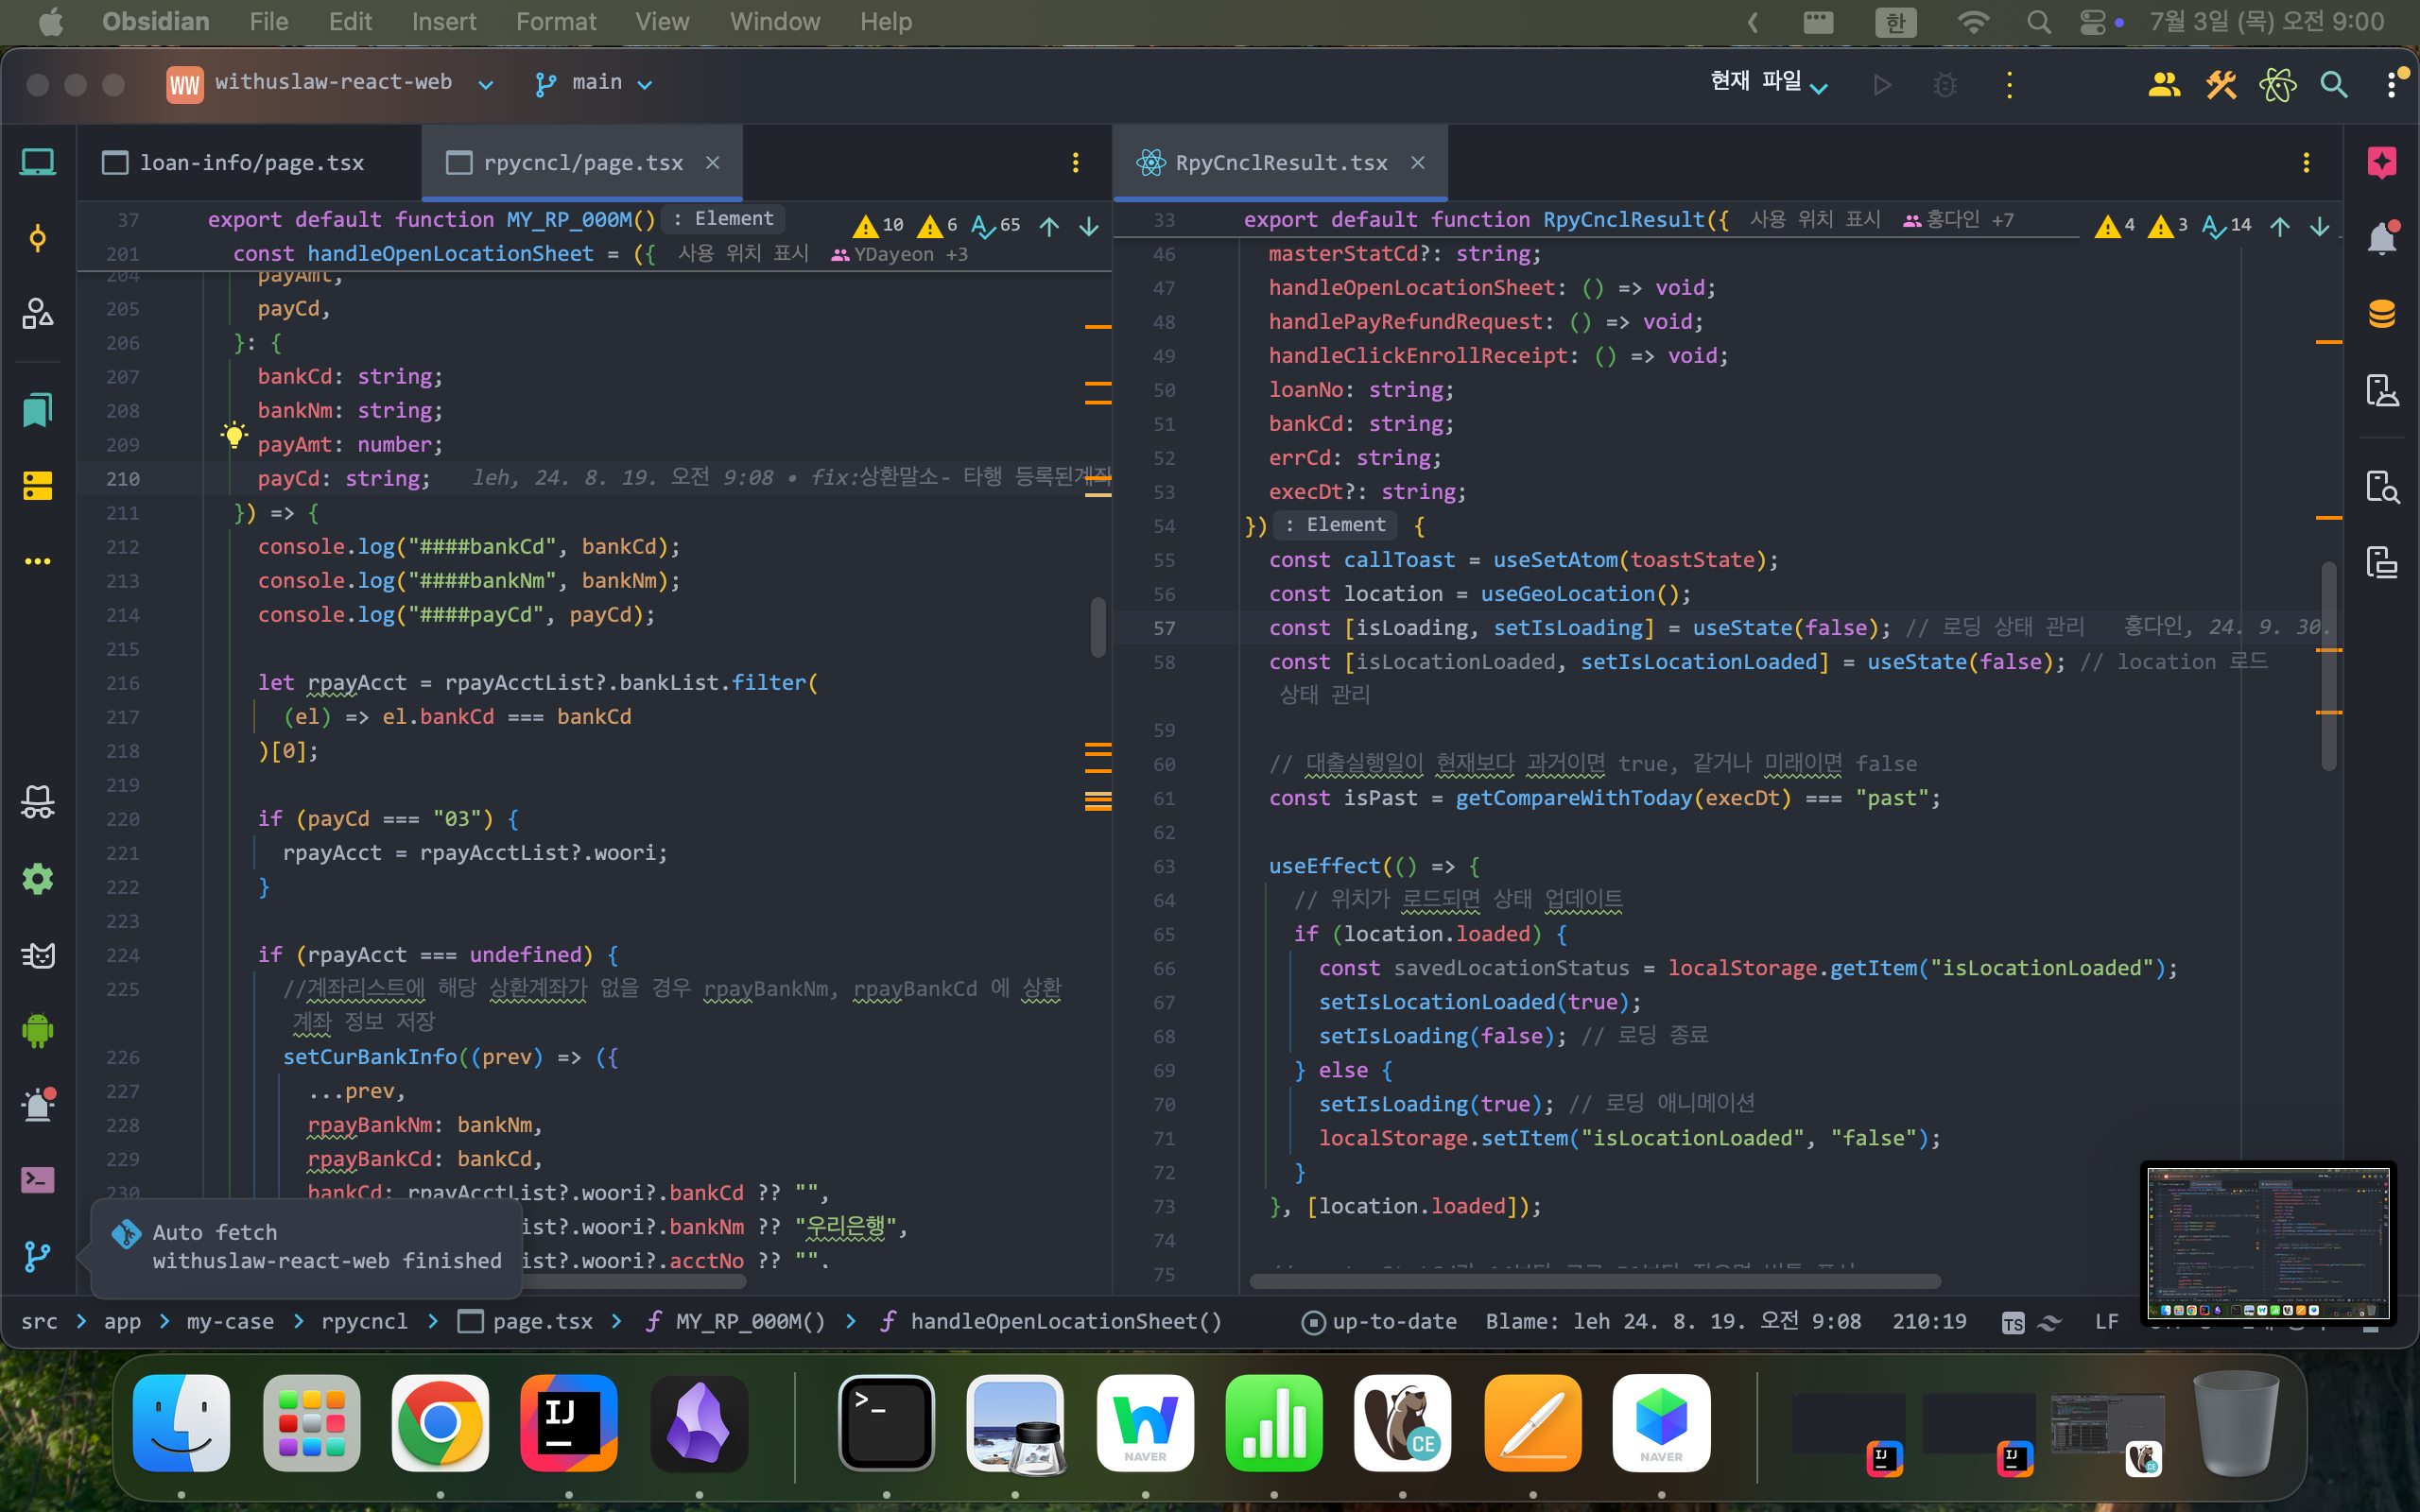 Obsidian File Edit Insert Format View Window Help 한 7월 3일 (목) 오전 9:00
WW withuslaw-react-web main 현재 파일
loan-info/page.tsx rpycncl/page.tsx
37 export default function MY_RP_000M() : Element 10 6 65
201 const handleOpenLocationSheet = ({ 사용 위치 표시 YDayeon +3
204 payAmt,
205 payCd,
206 }: {
207 bankCd: string;
208 bankNm: string;
209 payAmt: number;
210 payCd: string; leh, 24. 8. 19. 오전 9:08 • fix:상환말소- 타행 등록된계좌
211 }) => {
212 console.log("####bankCd", bankCd);
213 console.log("####bankNm", bankNm);
214 console.log("####payCd", payCd);
215
216 let rpayAcct = rpayAcctList?.bankList.filter(
217 (el) => el.bankCd === bankCd
218 )[0];
219
220 if (payCd === "03") {
221 rpayAcct = rpayAcctList?.woori;
222 }
223
224 if (rpayAcct === undefined) {
225 //계좌리스트에 해당 상환계좌가 없을 경우 rpayBankNm, rpayBankCd 에 상환
계좌 정보 저장
226 setCurBankInfo((prev) => ({
227 ...prev,
228 rpayBankNm: bankNm,
229 rpayBankCd: bankCd,
230 bankCd: rpayAcctList?.woori?.bankCd ?? "",
ist?.woori?.bankNm ?? "우리은행",
ist?.woori?.acctNo ?? "",
Auto fetch
withuslaw-react-web finished
RpyCnclResult.tsx
33 export default function RpyCnclResult({ 사용 위치 표시 홍다인 +7 4 3 14
46 masterStatCd?: string;
47 handleOpenLocationSheet: () => void;
48 handlePayRefundRequest: () => void;
49 handleClickEnrollReceipt: () => void;
50 loanNo: string;
51 bankCd: string;
52 errCd: string;
53 execDt?: string;
54 }) : Element {
55 const callToast = useSetAtom(toastState);
56 const location = useGeoLocation();
57 const [isLoading, setIsLoading] = useState(false); // 로딩 상태 관리 홍다인, 24. 9. 30.
58 const [isLocationLoaded, setIsLocationLoaded] = useState(false); // location 로드
상태 관리
59
60 // 대출실행일이 현재보다 과거이면 true, 같거나 미래이면 false
61 const isPast = getCompareWithToday(execDt) === "past";
62
63 useEffect(() => {
64 // 위치가 로드되면 상태 업데이트
65 if (location.loaded) {
66 const savedLocationStatus = localStorage.getItem("isLocationLoaded");
67 setIsLocationLoaded(true);
68 setIsLoading(false); // 로딩 종료
69 } else {
70 setIsLoading(true); // 로딩 애니메이션
71 localStorage.setItem("isLocationLoaded", "false");
72 }
73 }, [location.loaded]);
74
75
src app my-case rpycncl page.tsx MY_RP_000M() handleOpenLocationSheet() up-to-date Blame: leh 24. 8. 19. 오전 9:08 210:19 TS LF
IJ >_ NAVER CE NAVER IJ IJ